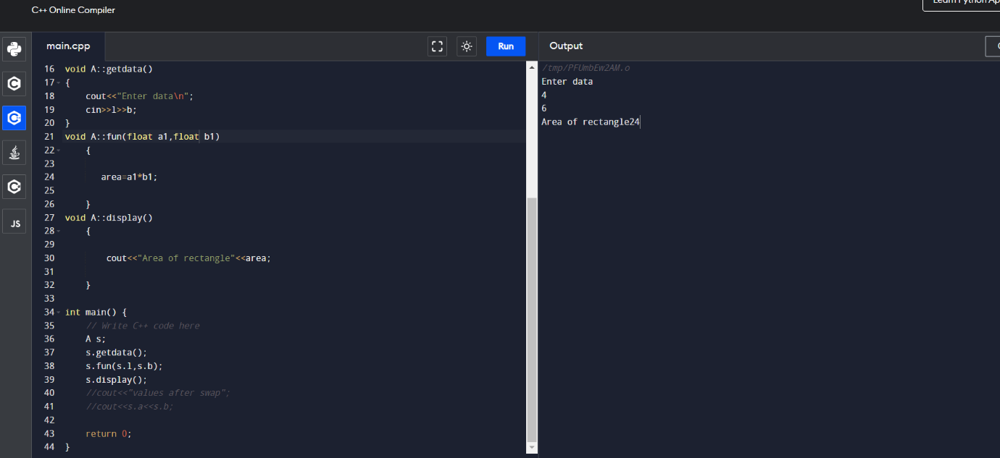 C++ Online Compiler
main.cpp
Run
Output
16 void A::getdata()
17 {
18 cout<<"Enter data\n";
19 cin>>l>>b;
20 }
21 void A::fun(float a1,float b1)
22 {
23
24 area=a1*b1;
25
26 }
27 void A::display()
28 {
29
30 cout<<"Area of rectangle"<<area;
31
32 }
33
34 int main() {
35 // Write C++ code here
36 A s;
37 s.getdata();
38 s.fun(s.l,s.b);
39 s.display();
40 //cout<<"values after swap";
41 //cout<<s.a<<s.b;
42
43 return 0;
44 }
JS
/tmp/PFUmbEw2AM.o
Enter data
4
6
Area of rectangle24